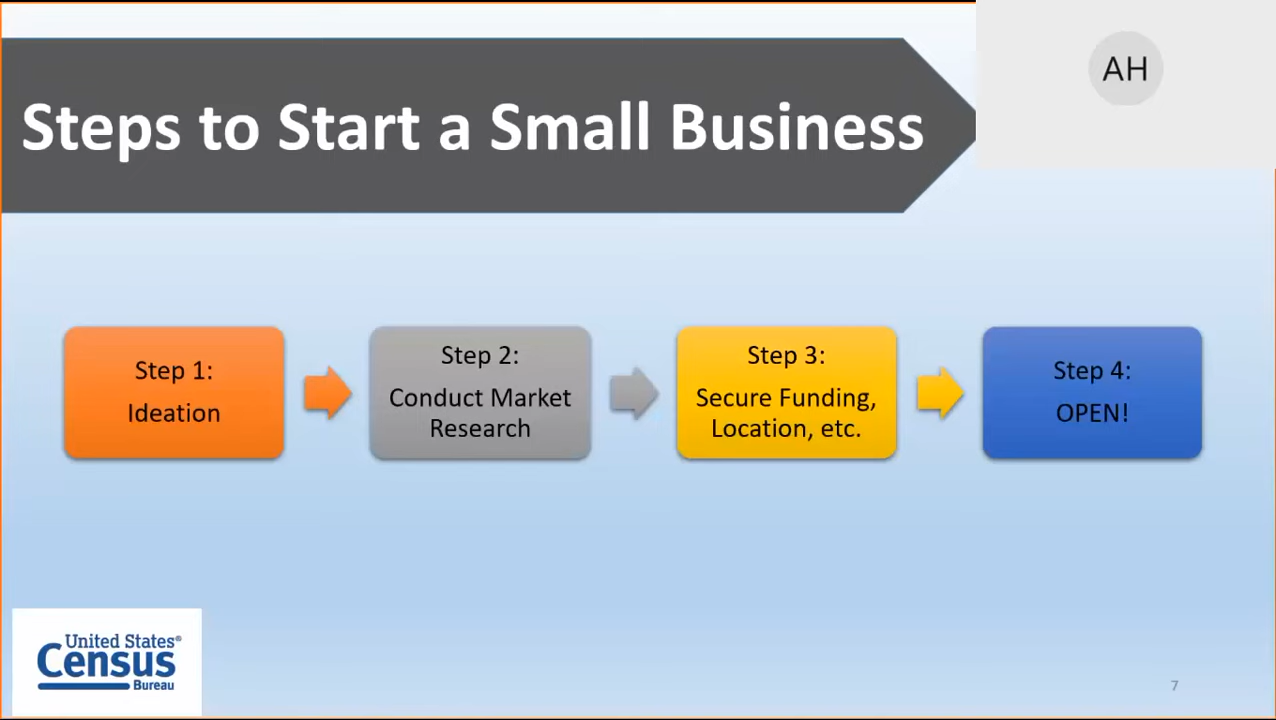 AH
Steps to Start a Small Business
Step 1:
Ideation
Step 2:
Conduct Market
Research
Step 3:
Secure Funding,
Location, etc.
Step 4:
OPEN!
United States®
Census
Bureau
7